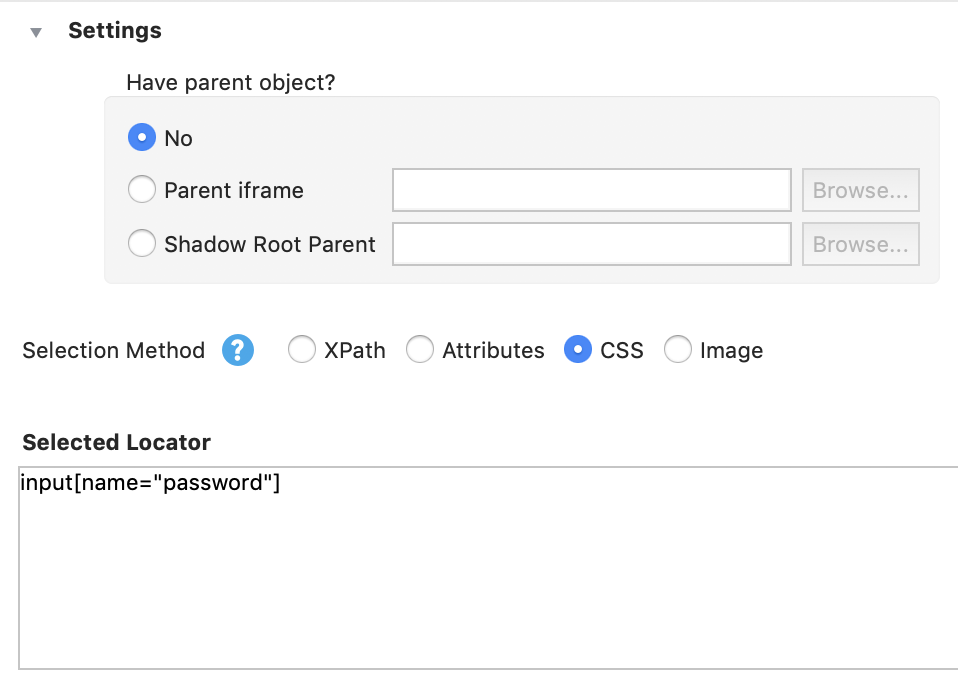 Settings
Have parent object?
No
Parent iframe Browse...
Shadow Root Parent Browse...
Selection Method ? XPath Attributes CSS Image
Selected Locator
input[name="password"]